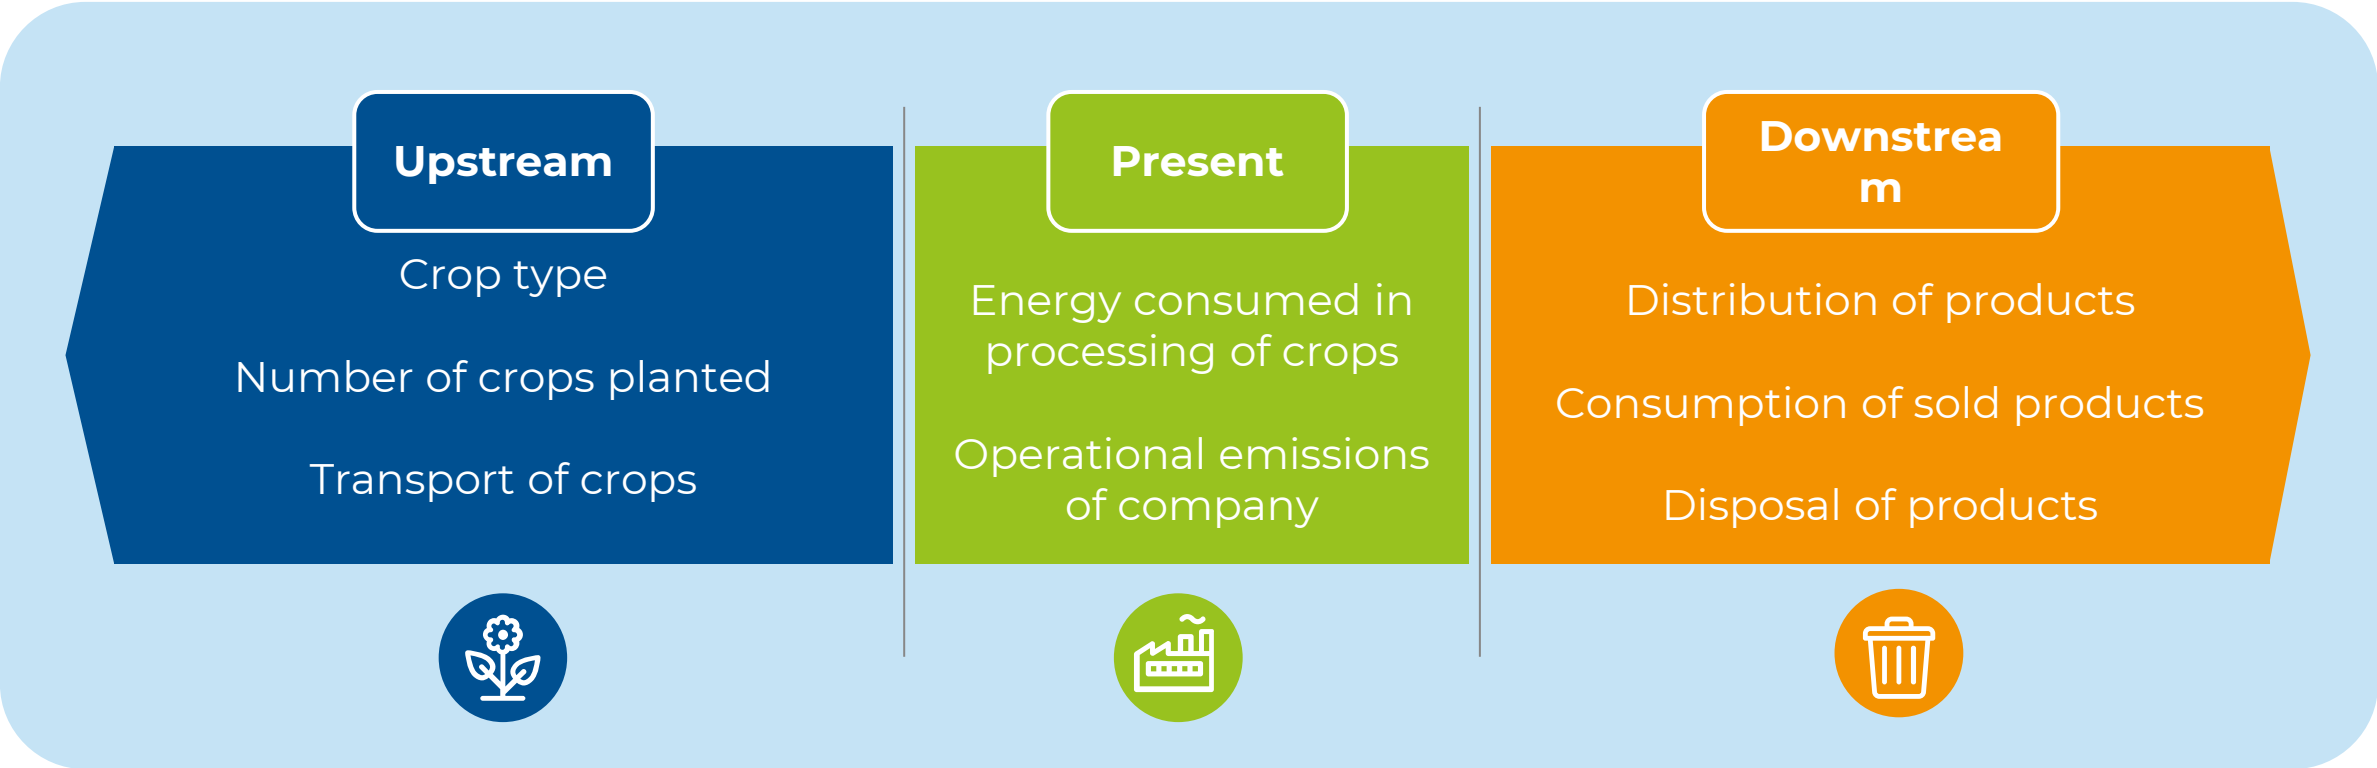 Upstream
Crop type
Number of crops planted
Transport of crops
Present
Energy consumed in
processing of crops
Operational emissions
of company
Downstrea
m
Distribution of products
Consumption of sold products
Disposal of products